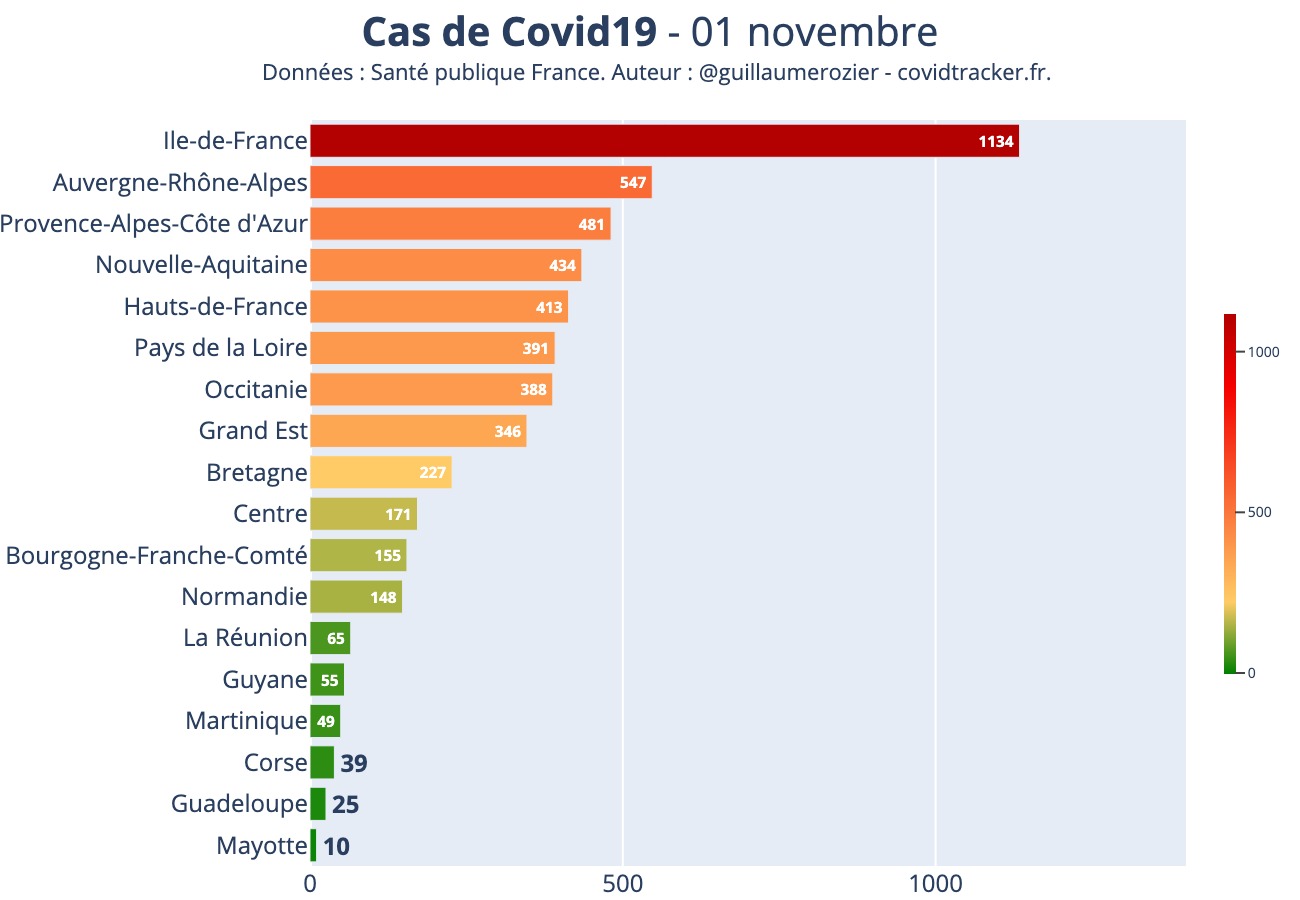 Cas de Covid19 - 01 novembre
Données : Santé publique France. Auteur : @guillaumerozier - covidtracker.fr.
Ile-de-France 1134
Auvergne-Rhône-Alpes 547
Provence-Alpes-Côte d'Azur 481
Nouvelle-Aquitaine 434
Hauts-de-France 413
Pays de la Loire 391
Occitanie 388
Grand Est 346
Bretagne 227
Centre 171
Bourgogne-Franche-Comté 155
Normandie 148
La Réunion 65
Guyane 55
Martinique 49
Corse 39
Guadeloupe 25
Mayotte 10
0 500 1000
1000
500
0